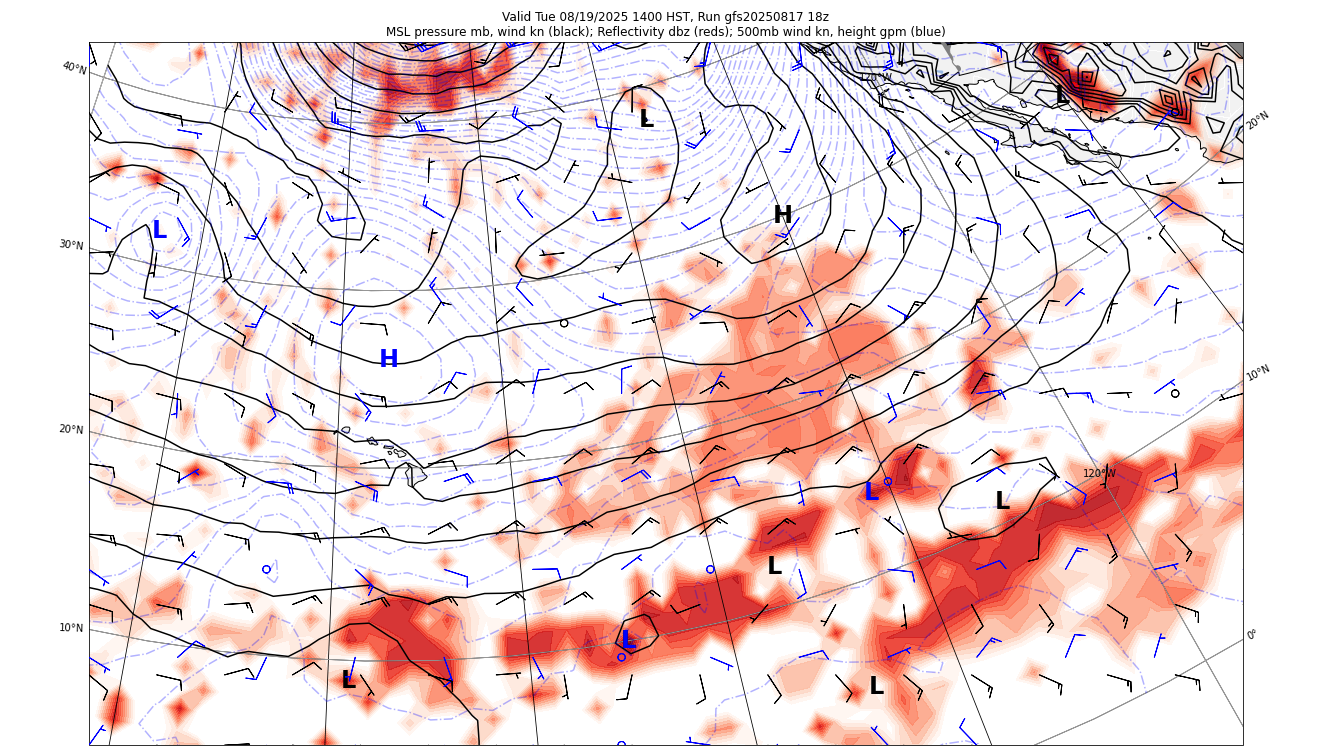 Valid Tue 08/19/2025 1400 HST, Run gfs20250817 18z
MSL pressure mb, wind kn (black); Reflectivity dbz (reds); 500mb wind kn, height gpm (blue)
40°N
120°W
L
L
20°N
H
L
30°N
H
10°N
20°N
120°W
L
L
L
10°N
L
0°
L
L